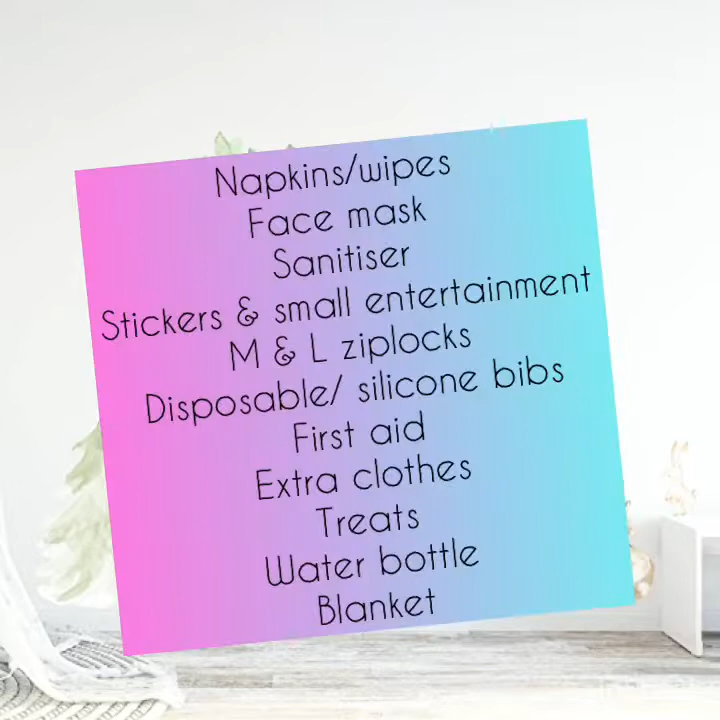 Napkins/wipes
Face mask
Sanitiser
Stickers & small entertainment
M & L ziplocks
Disposable/ silicone bibs
First aid
Extra clothes
Treats
Water bottle
Blanket